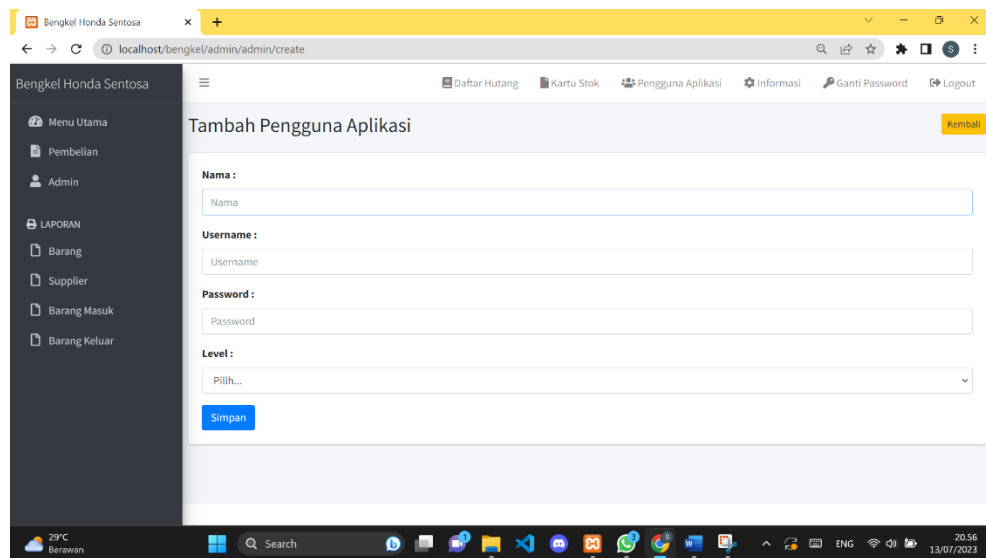 Bengkel Honda Sentosa
localhost/bengkel/admin/admin/create
S
Bengkel Honda Sentosa
Daftar Hutang Kartu Stok Pengguna Aplikasi Informasi Ganti Password Logout
Menu Utama
Pembelian
Admin
LAPORAN
Barang
Supplier
Barang Masuk
Barang Keluar
Tambah Pengguna Aplikasi
Kembali
Nama :
Nama
Username :
Username
Password :
Password
Level :
Pilih...
Simpan
29°C
Berawan
Search
3
ENG
20.56
13/07/2023